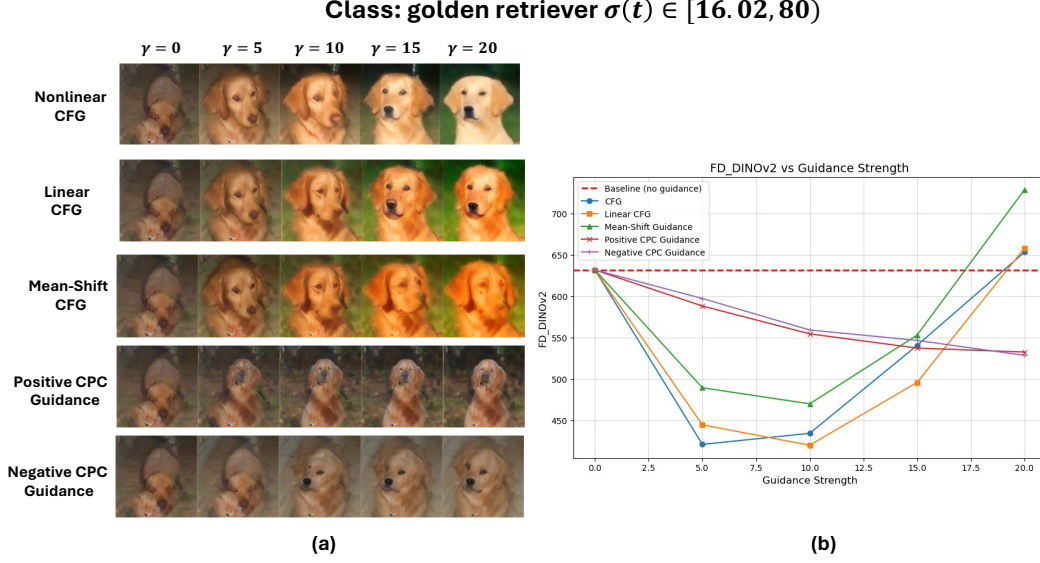 Class: golden retriever σ(t) ∈ [16.02, 80)
γ = 0 γ = 5 γ = 10 γ = 15 γ = 20
Nonlinear
CFG
Linear
CFG
Mean-Shift
CFG
Positive CPC
Guidance
Negative CPC
Guidance
(a)
FD_DINOv2 vs Guidance Strength
Baseline (no guidance)
CFG
Linear CFG
Mean-Shift Guidance
Positive CPC Guidance
Negative CPC Guidance
FD_DINOv2
700
650
600
550
500
450
0.0 2.5 5.0 7.5 10.0 12.5 15.0 17.5 20.0
Guidance Strength
(b)